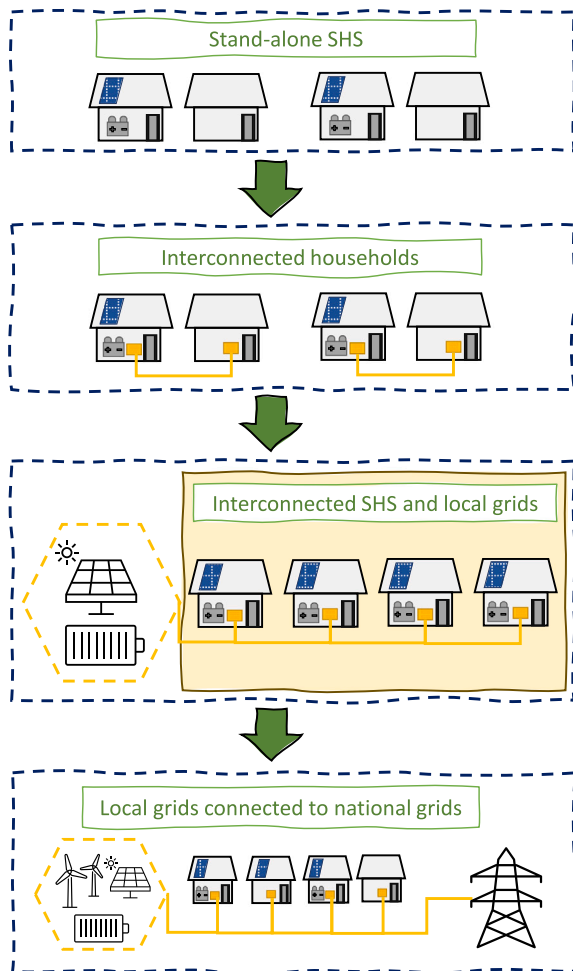 Stand-alone SHS
Interconnected households
Interconnected SHS and local grids
Local grids connected to national grids